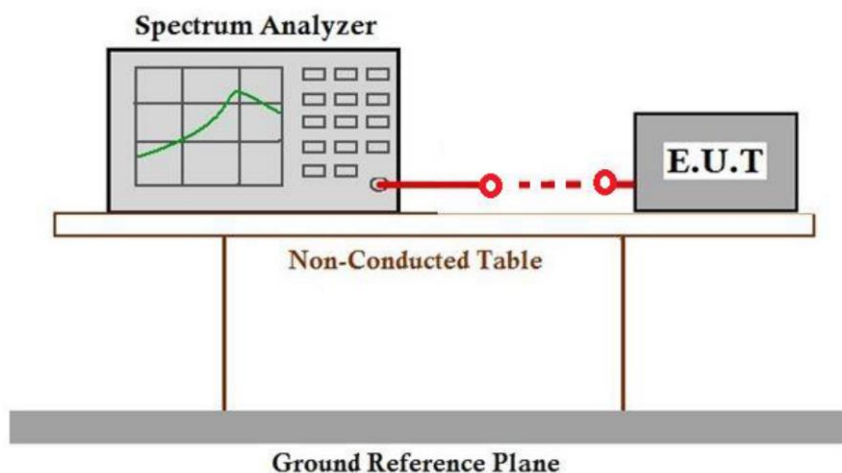 Spectrum Analyzer
E.U.T
Non-Conducted Table
Ground Reference Plane